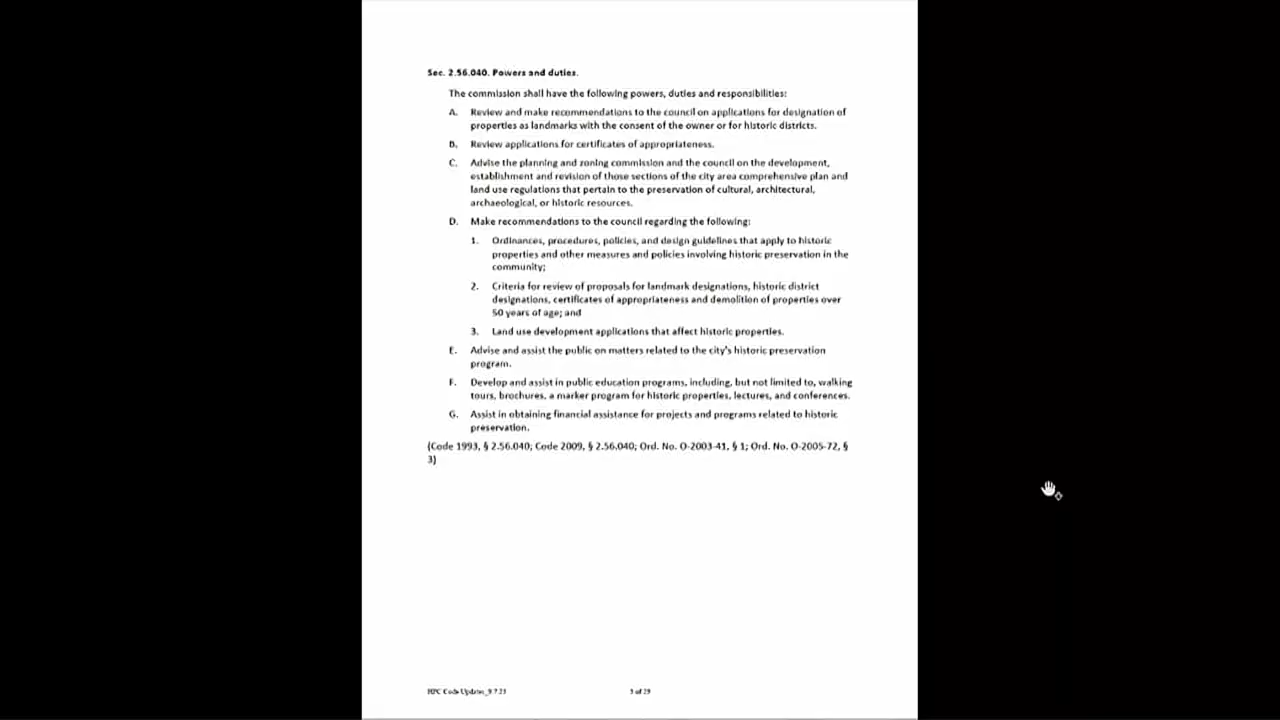 Sec. 2.56.040. Powers and duties.
The commission shall have the following powers, duties and responsibilities:
A. Review and make recommendations to the council on applications for designation of
properties as landmarks with the consent of the owner or for historic districts.
B. Review applications for certificates of appropriateness.
C. Advise the planning and zoning commission and the council on the development,
establishment and revision of those sections of the city area comprehensive plan and
land use regulations that pertain to the preservation of cultural, architectural,
archaeological, or historic resources.
D. Make recommendations to the council regarding the following:
1. Ordinances, procedures, policies, and design guidelines that apply to historic
properties and other measures and policies involving historic preservation in the
community;
2. Criteria for review of proposals for landmark designations, historic district
designations, certificates of appropriateness and demolition of properties over
50 years of age; and
3. Land use development applications that affect historic properties.
E. Advise and assist the public on matters related to the city's historic preservation
program.
F. Develop and assist in public education programs, including, but not limited to, walking
tours, brochures, a marker program for historic properties, lectures, and conferences.
G. Assist in obtaining financial assistance for projects and programs related to historic
preservation.
(Code 1993, § 2.56.040; Code 2009, § 2.56.040; Ord. No. O-2003-41, § 1; Ord. No. O-2005-72, §
3)
HPC Code Update
of 29